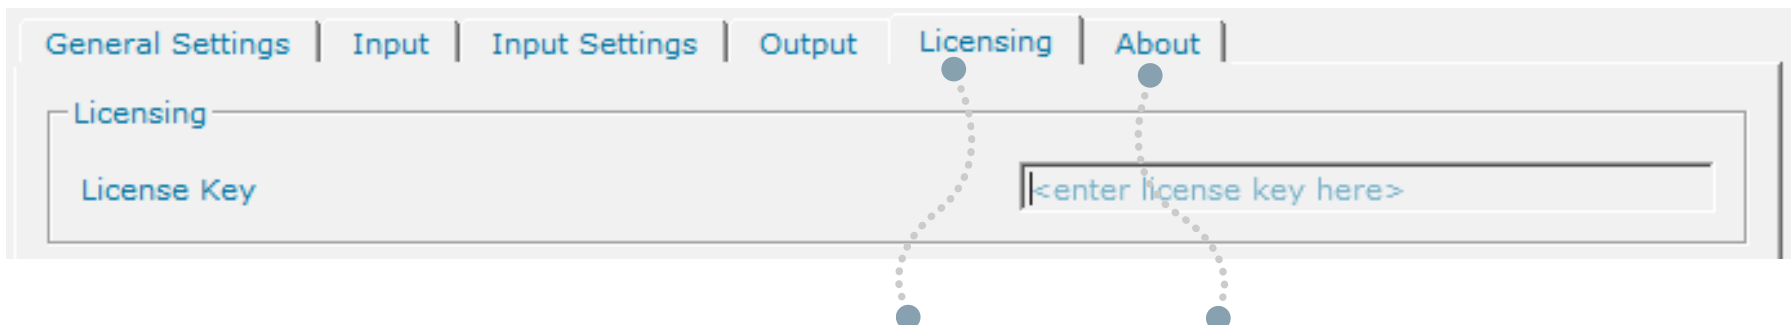 General Settings Input Input Settings Output Licensing About
Licensing
License Key <enter license key here>